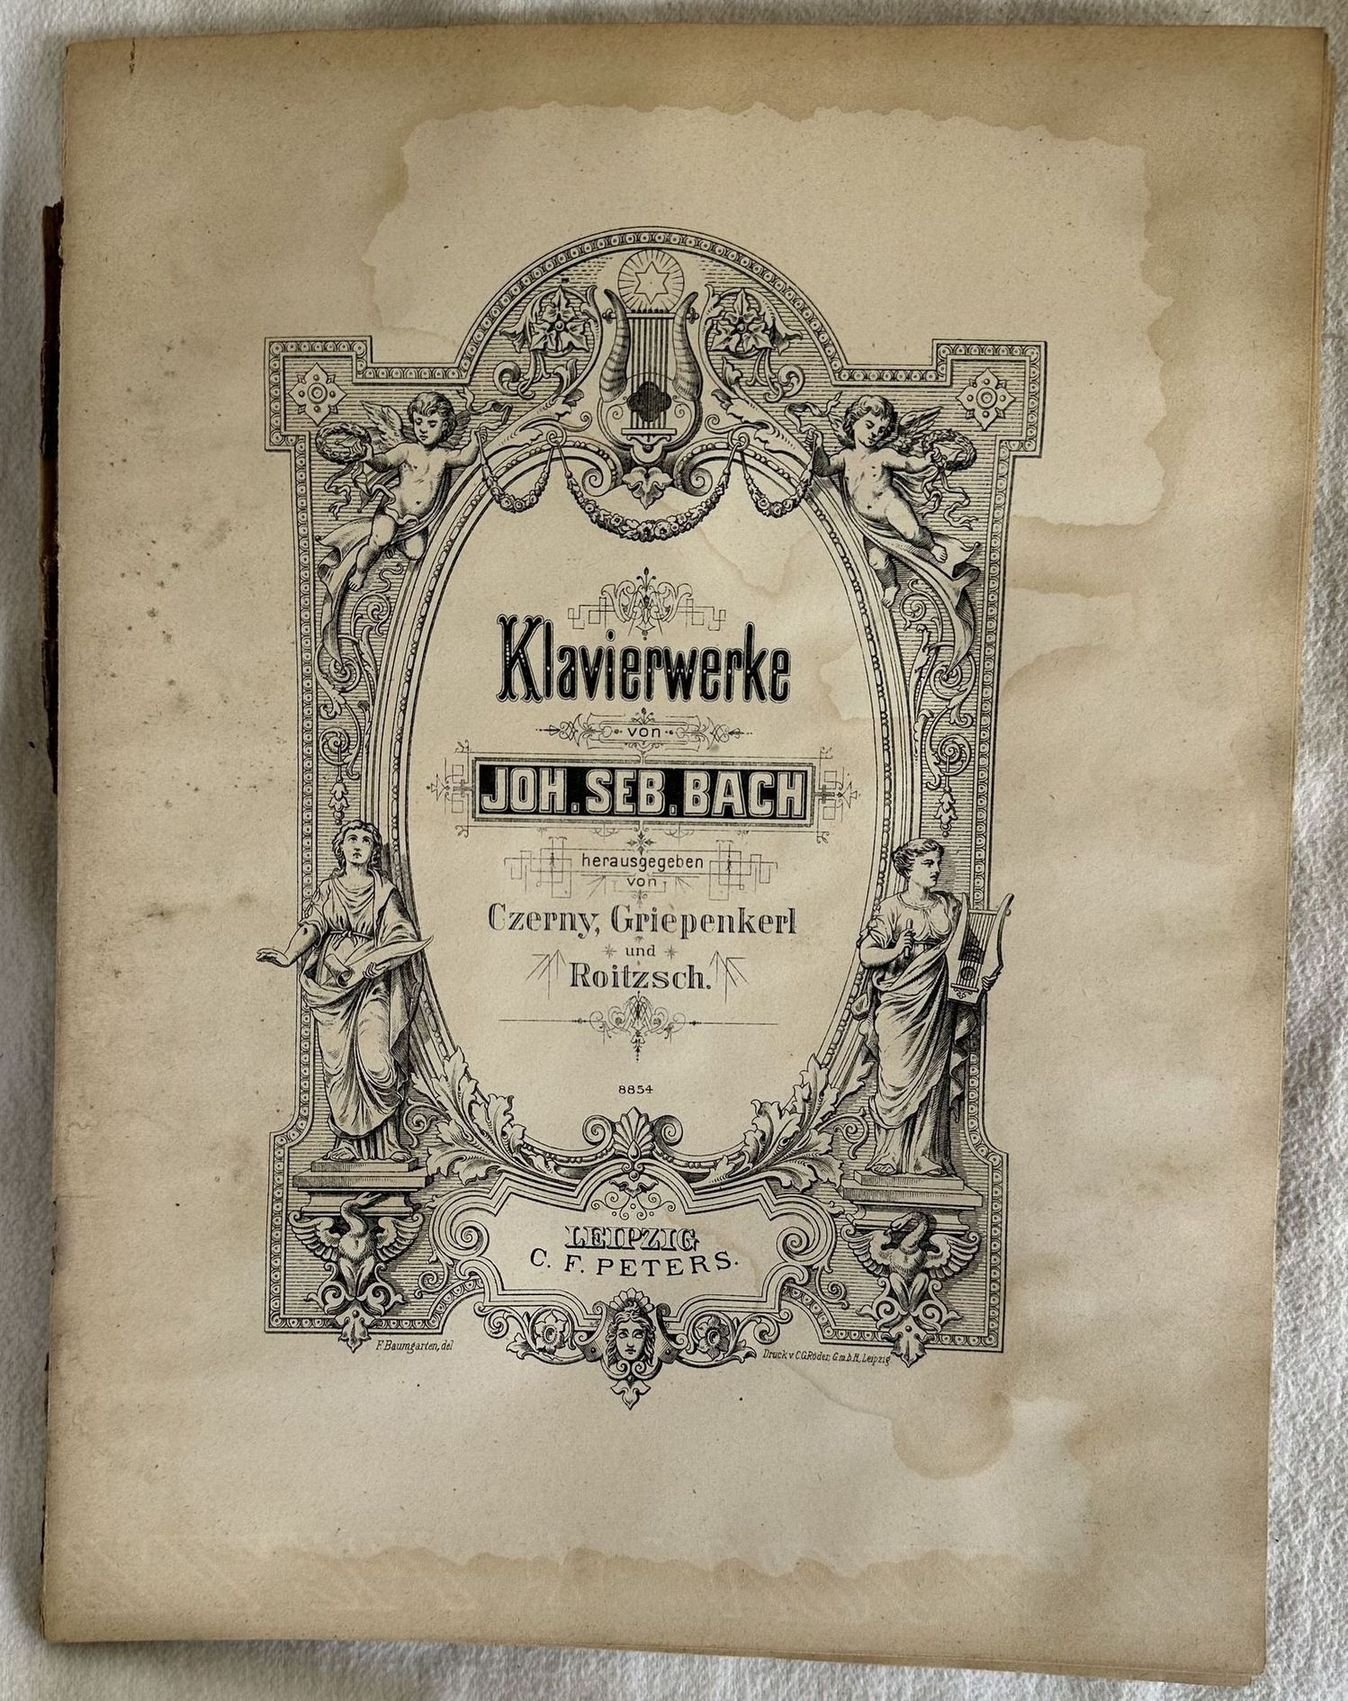 Klavierwerke
von
JOH. SEB. BACH
herausgegeben
von
Czerny, Griepenkerl
und
Roitzsch.
8854
LEIPZIG
C. F. PETERS.
F. Baumgarten, del
Druck v. C.G. Röder, G.m.b.H., Leipzig